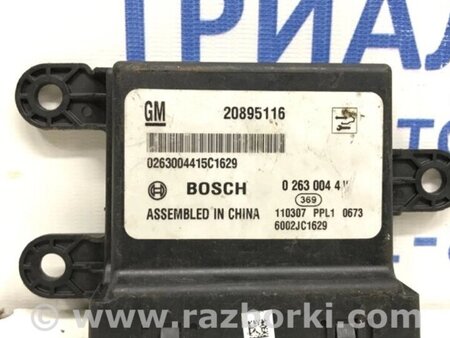 ТРИАЛ
GM 20895116
0263004415C1629
BOSCH 0 263 004 4
369
ASSEMBLED IN CHINA 110307 PPL1 0673
6002JC1629
www.razborki.com